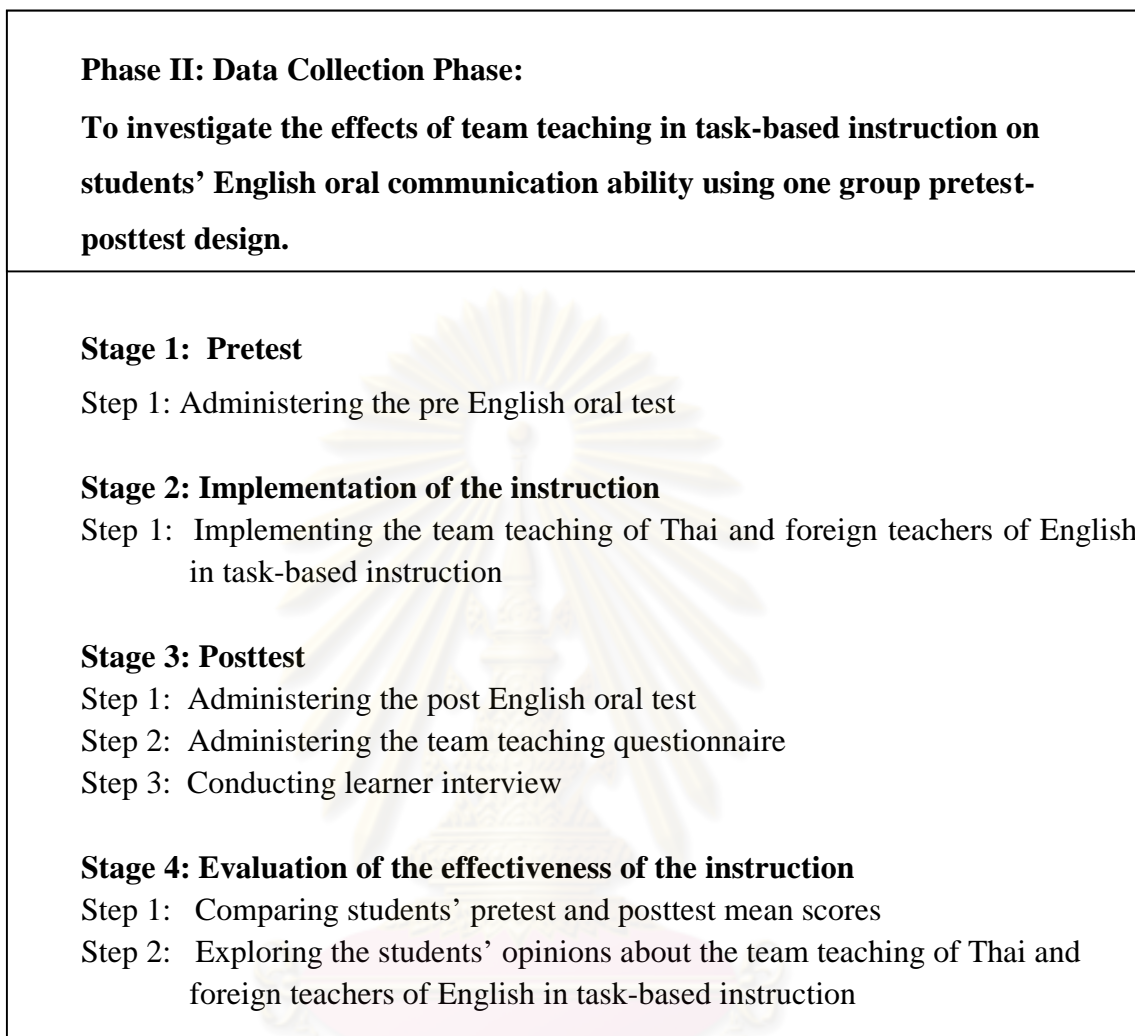 Phase II: Data Collection Phase:
To investigate the effects of team teaching in task-based instruction on
students’ English oral communication ability using one group pretest-
posttest design.
Stage 1: Pretest
Step 1: Administering the pre English oral test
Stage 2: Implementation of the instruction
Step 1: Implementing the team teaching of Thai and foreign teachers of English
in task-based instruction
Stage 3: Posttest
Step 1: Administering the post English oral test
Step 2: Administering the team teaching questionnaire
Step 3: Conducting learner interview
Stage 4: Evaluation of the effectiveness of the instruction
Step 1: Comparing students’ pretest and posttest mean scores
Step 2: Exploring the students’ opinions about the team teaching of Thai and
foreign teachers of English in task-based instruction